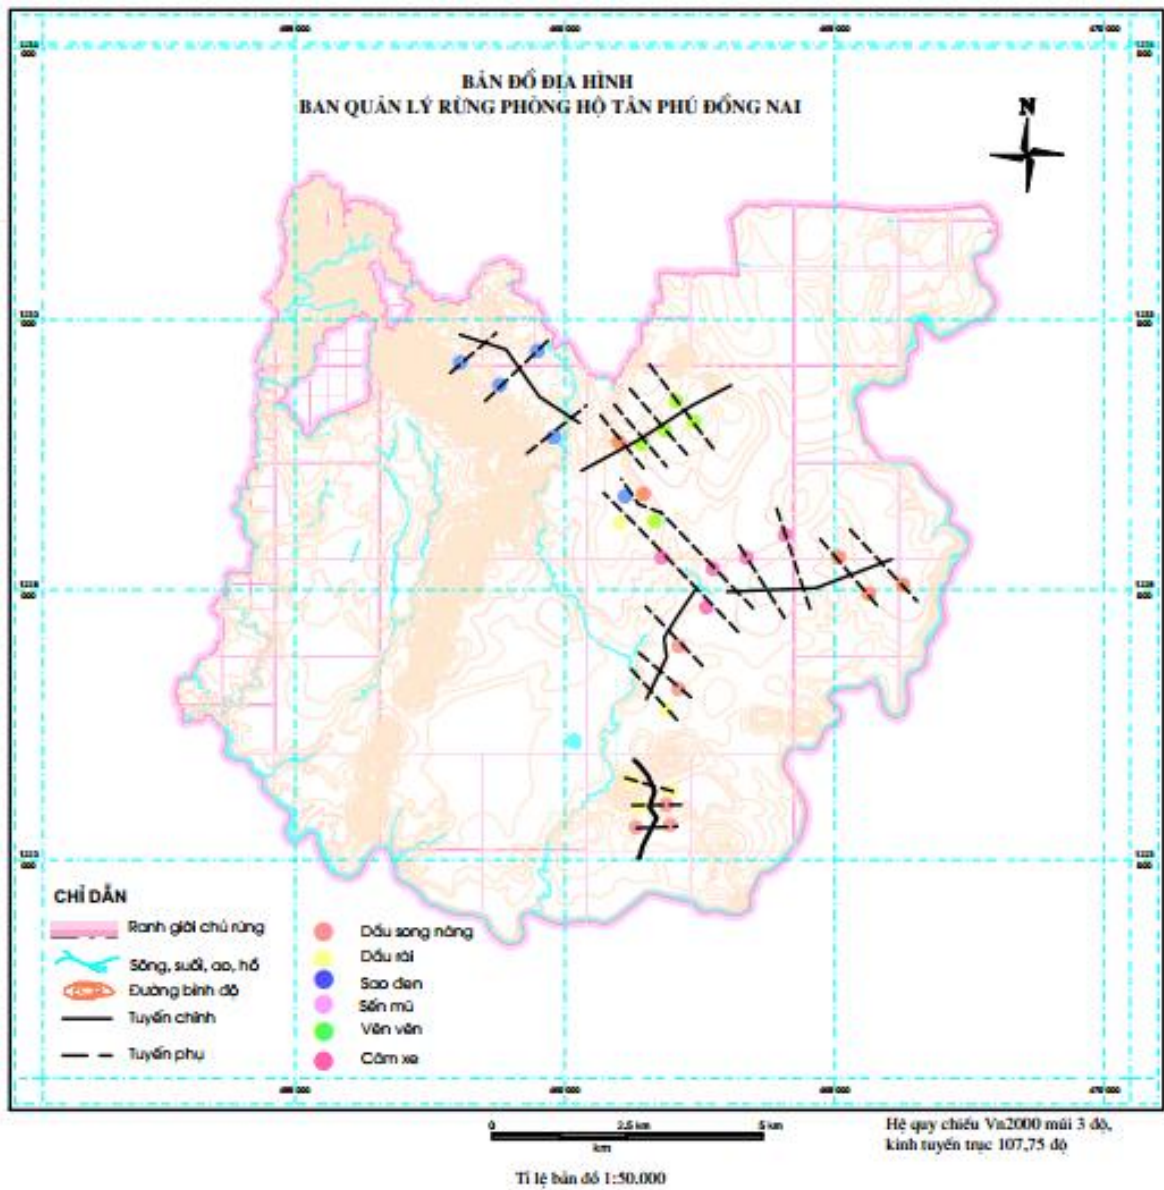 BẢN ĐỒ ĐỊA HÌNH
BAN QUẢN LÝ RỪNG PHÒNG HỘ TÂN PHÚ ĐỒNG NAI
N
CHỈ DẪN
Ranh giới chủ rừng
Sông, suối, ao, hồ
Đường bình độ
Tuyến chính
Tuyến phụ
Dầu song nàng
Dầu rái
Sao đen
Sến mủ
Vên vên
Căm xe
0 2.5 km 5 km
km
Tỉ lệ bản đồ 1:50.000
Hệ quy chiếu Vn2000 múi 3 độ,
kinh tuyến trục 107,75 độ